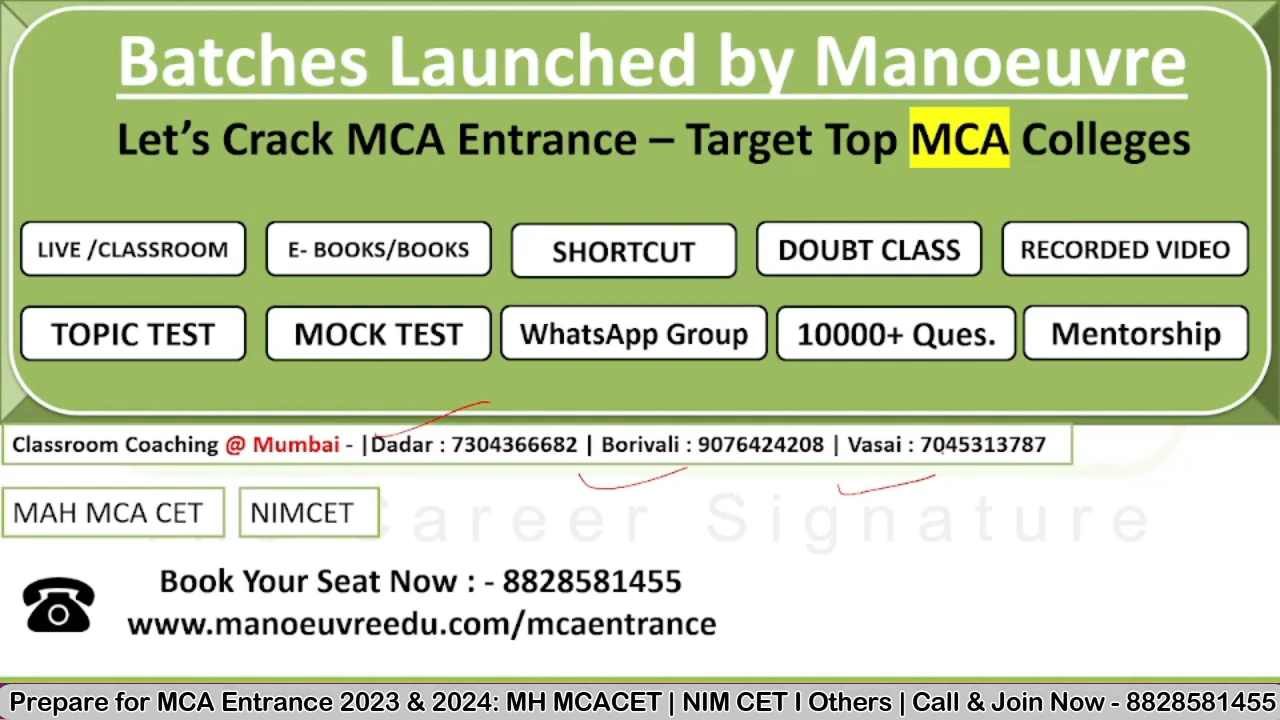 Batches Launched by Manoeuvre
Let's Crack MCA Entrance – Target Top MCA Colleges
LIVE /CLASSROOM E- BOOKS/BOOKS SHORTCUT DOUBT CLASS RECORDED VIDEO
TOPIC TEST MOCK TEST WhatsApp Group 10000+ Ques. Mentorship
Classroom Coaching @ Mumbai - |Dadar : 7304366682 | Borivali : 9076424208 | Vasai : 7045313787
MAH MCA CET NIMCET
Career Signature
Book Your Seat Now : - 8828581455
www.manoeuvreedu.com/mcaentrance
Prepare for MCA Entrance 2023 & 2024: MH MCACET | NIM CET I Others | Call & Join Now - 8828581455